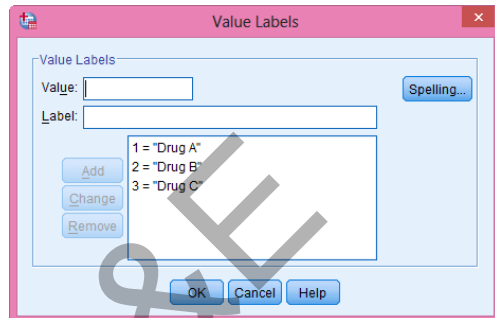 Value Labels
Value Labels
Value:
Spelling...
Label:
1 = "Drug A"
2 = "Drug B"
3 = "Drug C"
Add
Change
Remove
OK Cancel Help
&E